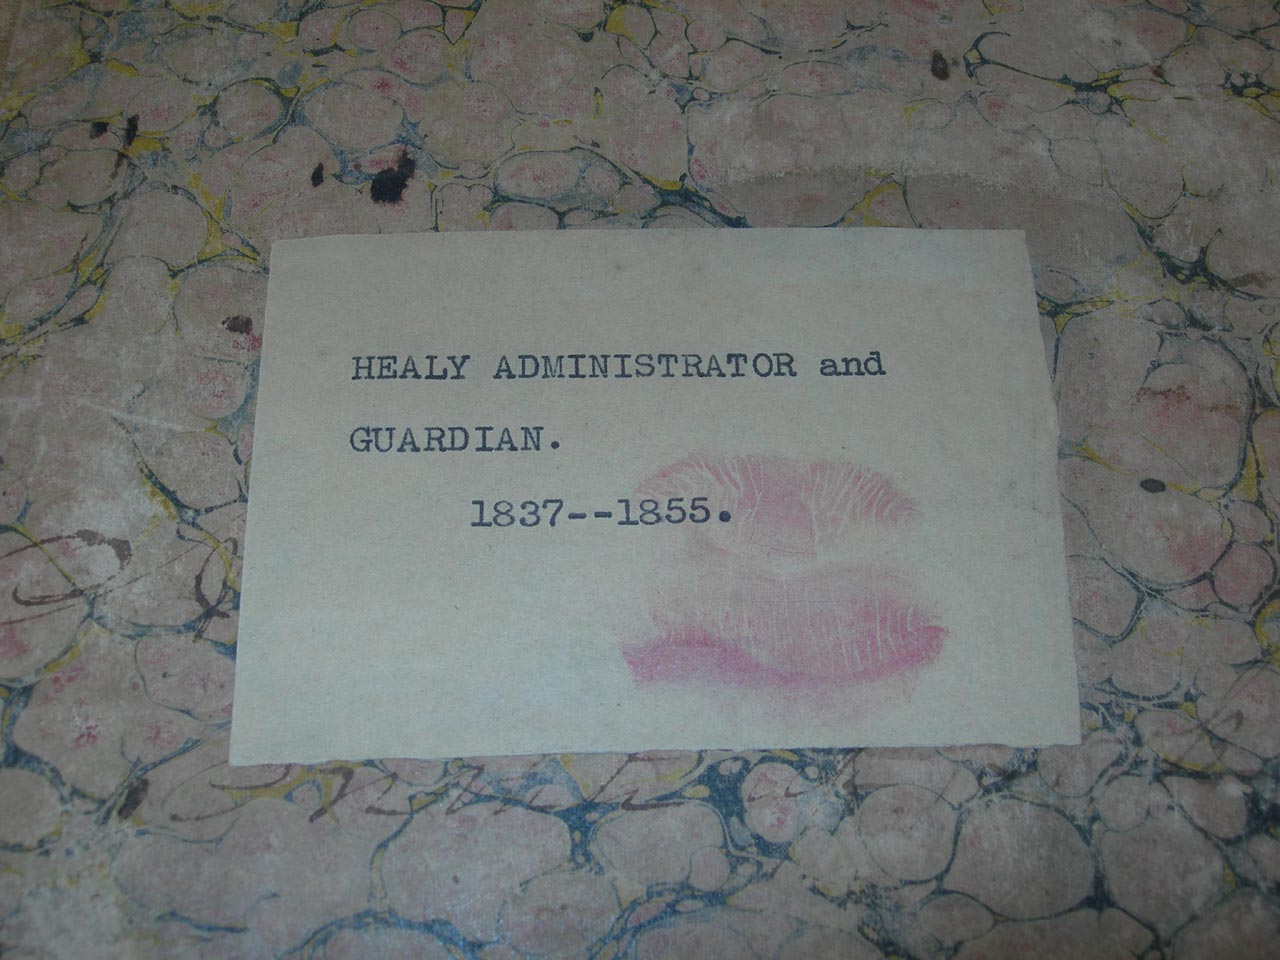 HEALY ADMINISTRATOR and
GUARDIAN.
1837--1855.